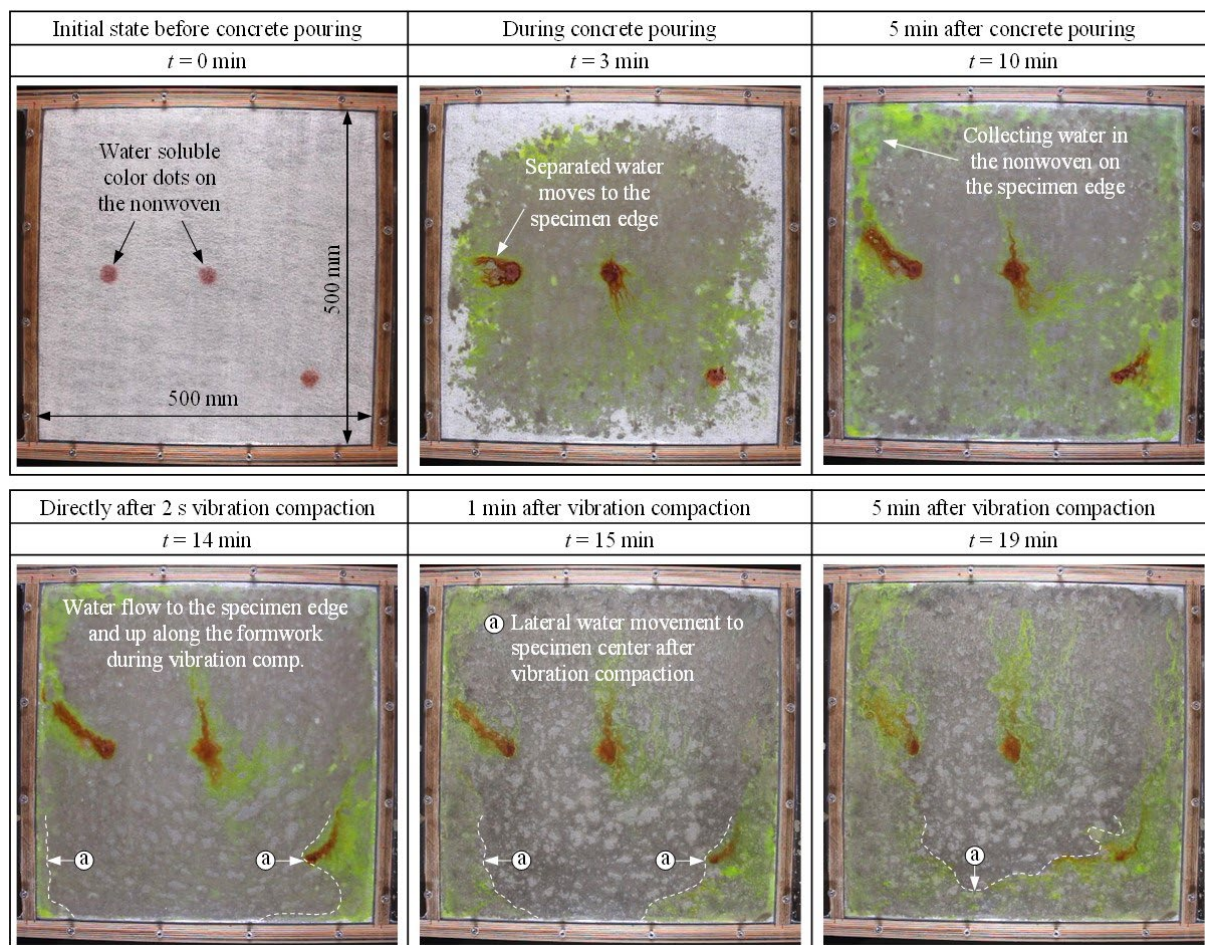 Initial state before concrete pouring
During concrete pouring
5 min after concrete pouring
t = 0 min
t = 3 min
t = 10 min
Water soluble
color dots on
the nonwoven
500 mm
500 mm
Separated water
moves to the
specimen edge
Collecting water in
the nonwoven on
the specimen edge
Directly after 2 s vibration compaction
1 min after vibration compaction
5 min after vibration compaction
t = 14 min
t = 15 min
t = 19 min
Water flow to the specimen edge
and up along the formwork
during vibration comp.
a
a
a Lateral water movement to
specimen center after
vibration compaction
a
a
a